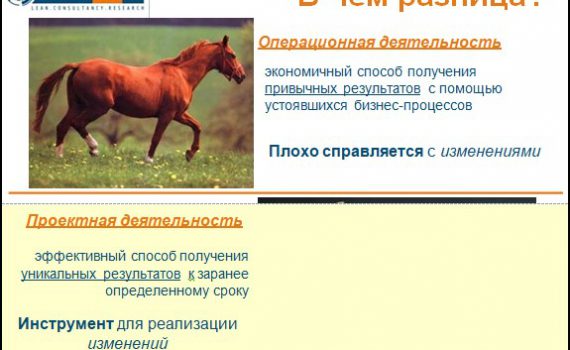 LEAN.CONSULTANCY.RESEARCH
В чем разница?
Операционная деятельность
экономичный способ получения
привычных результатов с помощью
устоявшихся бизнес-процессов
Плохо справляется с изменениями
Проектная деятельность
эффективный способ получения
уникальных результатов к заранее
определенному сроку
Инструмент для реализации
изменений